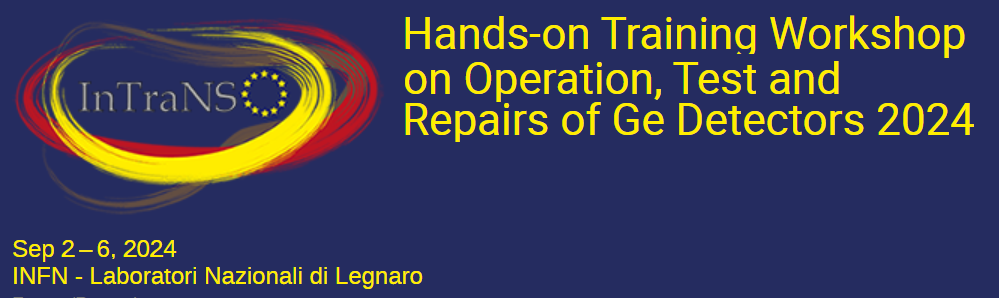 InTraNS
Hands-on Training Workshop
on Operation, Test and
Repairs of Ge Detectors 2024
Sep 2 – 6, 2024
INFN - Laboratori Nazionali di Legnaro